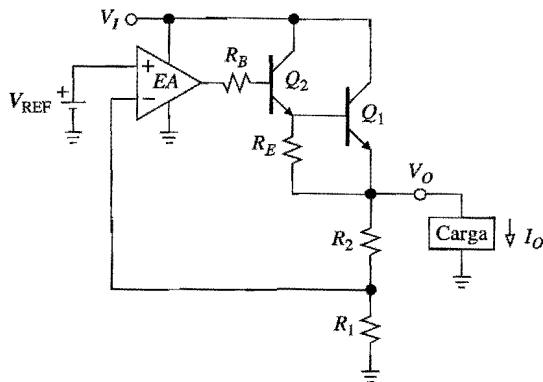 V_I
R_B
EA
Q_2
V_REF
+
+
−
Q_1
R_E
V_O
R_2
Carga
I_O
R_1